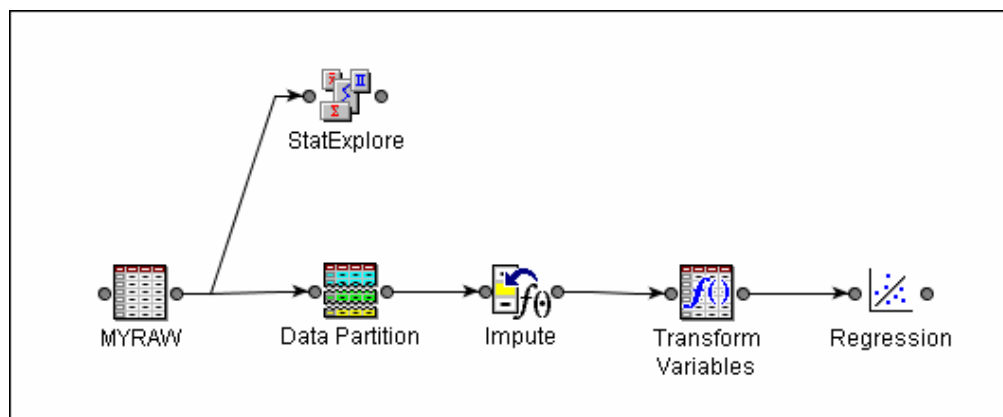 StatExplore
MYRAW
Data Partition
Impute
Transform
Variables
Regression